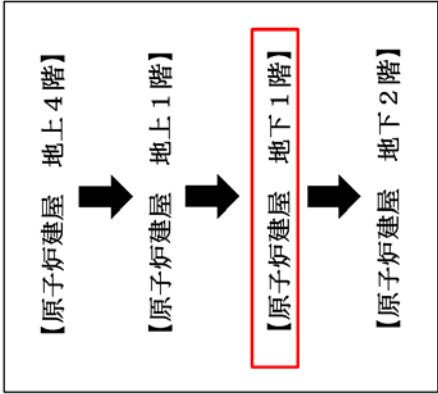 【原子炉建屋　地上４階】
【原子炉建屋　地上１階】
【原子炉建屋　地下１階】
【原子炉建屋　地下２階】